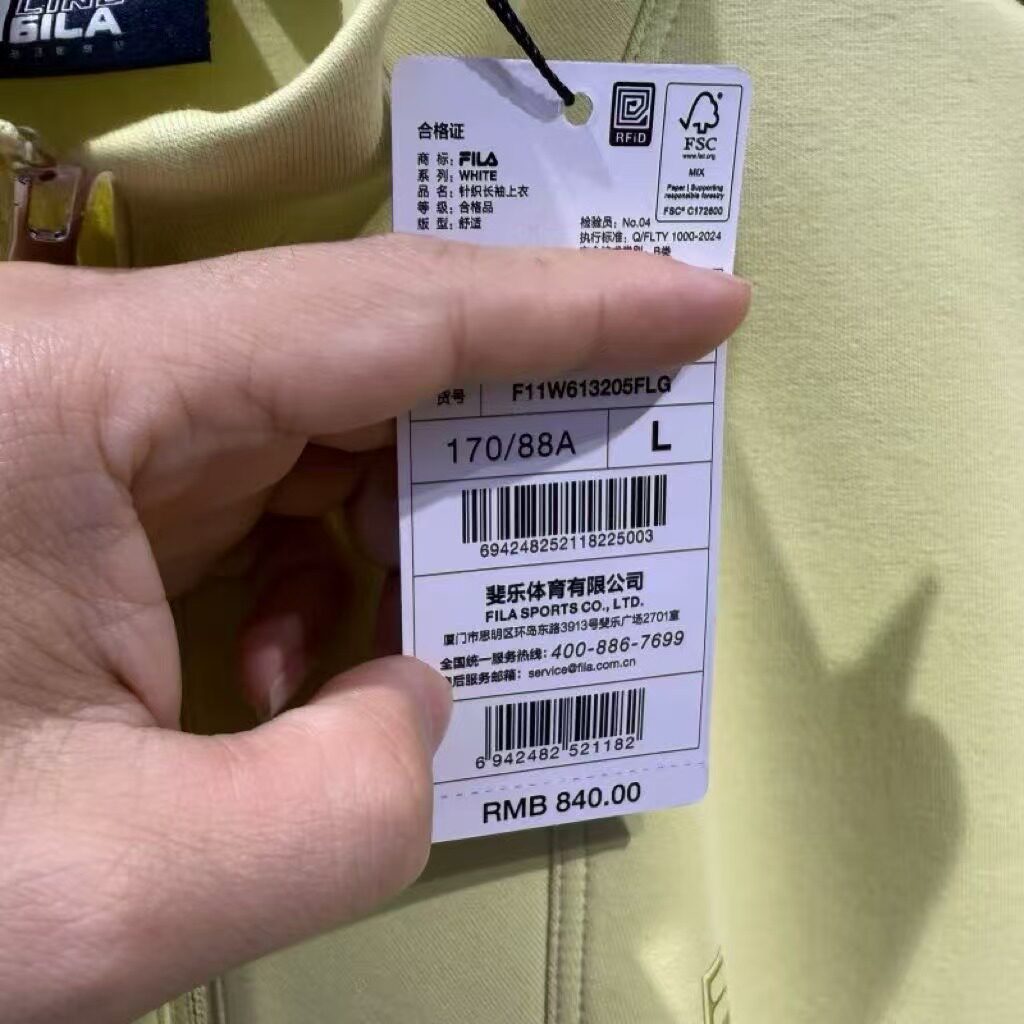 6ILA
RFiD
FSC
www.fsc.org
MIX
Paper | Supporting
responsible forestry
FSC® C172600
合格证
商 标: FILA
系 列: WHITE
品 名: 针织长袖上衣
等 级: 合格品
版 型: 舒适
检验员: No.04
执行标准: Q/FLTY 1000-2024
货号 F11W613205FLG
170/88A L
694248252118225003
斐乐体育有限公司
FILA SPORTS CO., LTD.
厦门市思明区环岛东路3913号斐乐广场2701室
全国统一服务热线: 400-886-7699
后服务邮箱: service@fila.com.cn
6 942482 521182
RMB 840.00